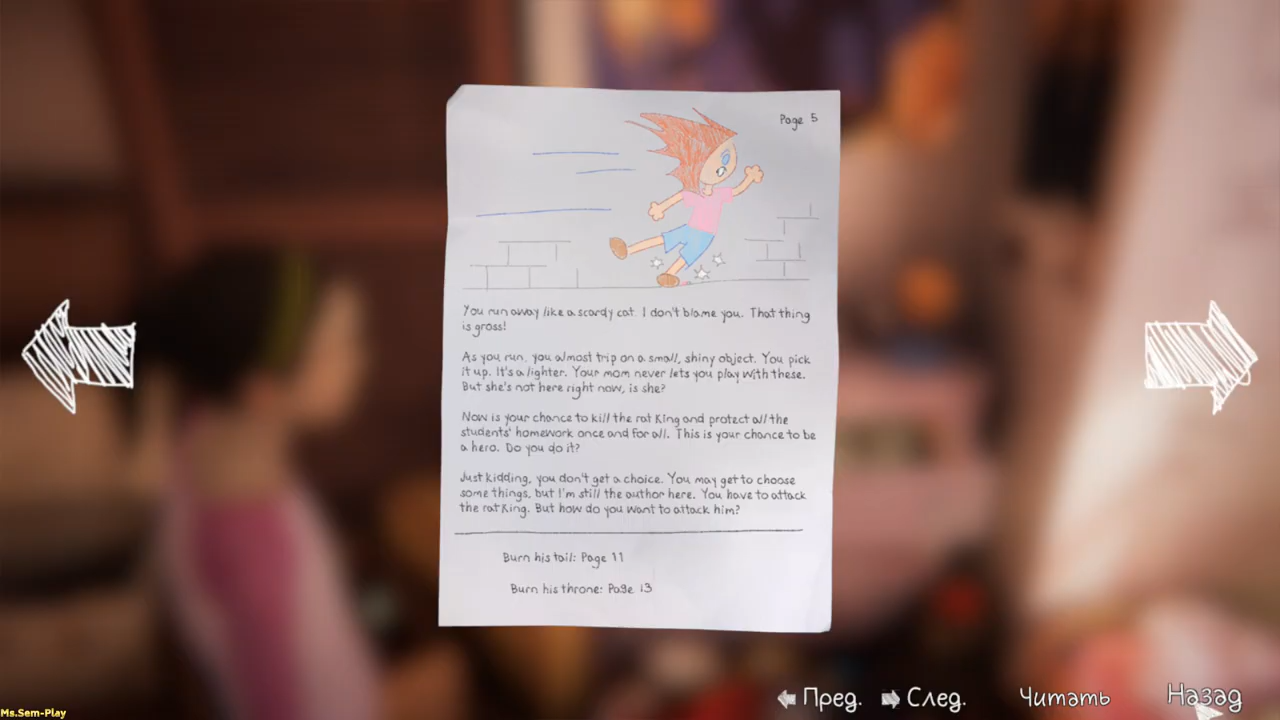 Page 5
You run away like a scardy cat. I don't blame you. That thing
is gross!
As you run, you almost trip on a small, shiny object. You pick
it up. It's a lighter. Your mom never lets you play with these.
But she's not here right now, is she?
Now is your chance to kill the rat King and protect all the
students' homework once and for all. This is your chance to be
a hero. Do you do it?
Just kidding, you don't get a choice. You may get to choose
some things, but I'm still the author here. You have to attack
the rat King. But how do you want to attack him?
Burn his tail: Page 11
Burn his throne: Page 13
Пред. След. Читать Назад
Ms.Sem-Play